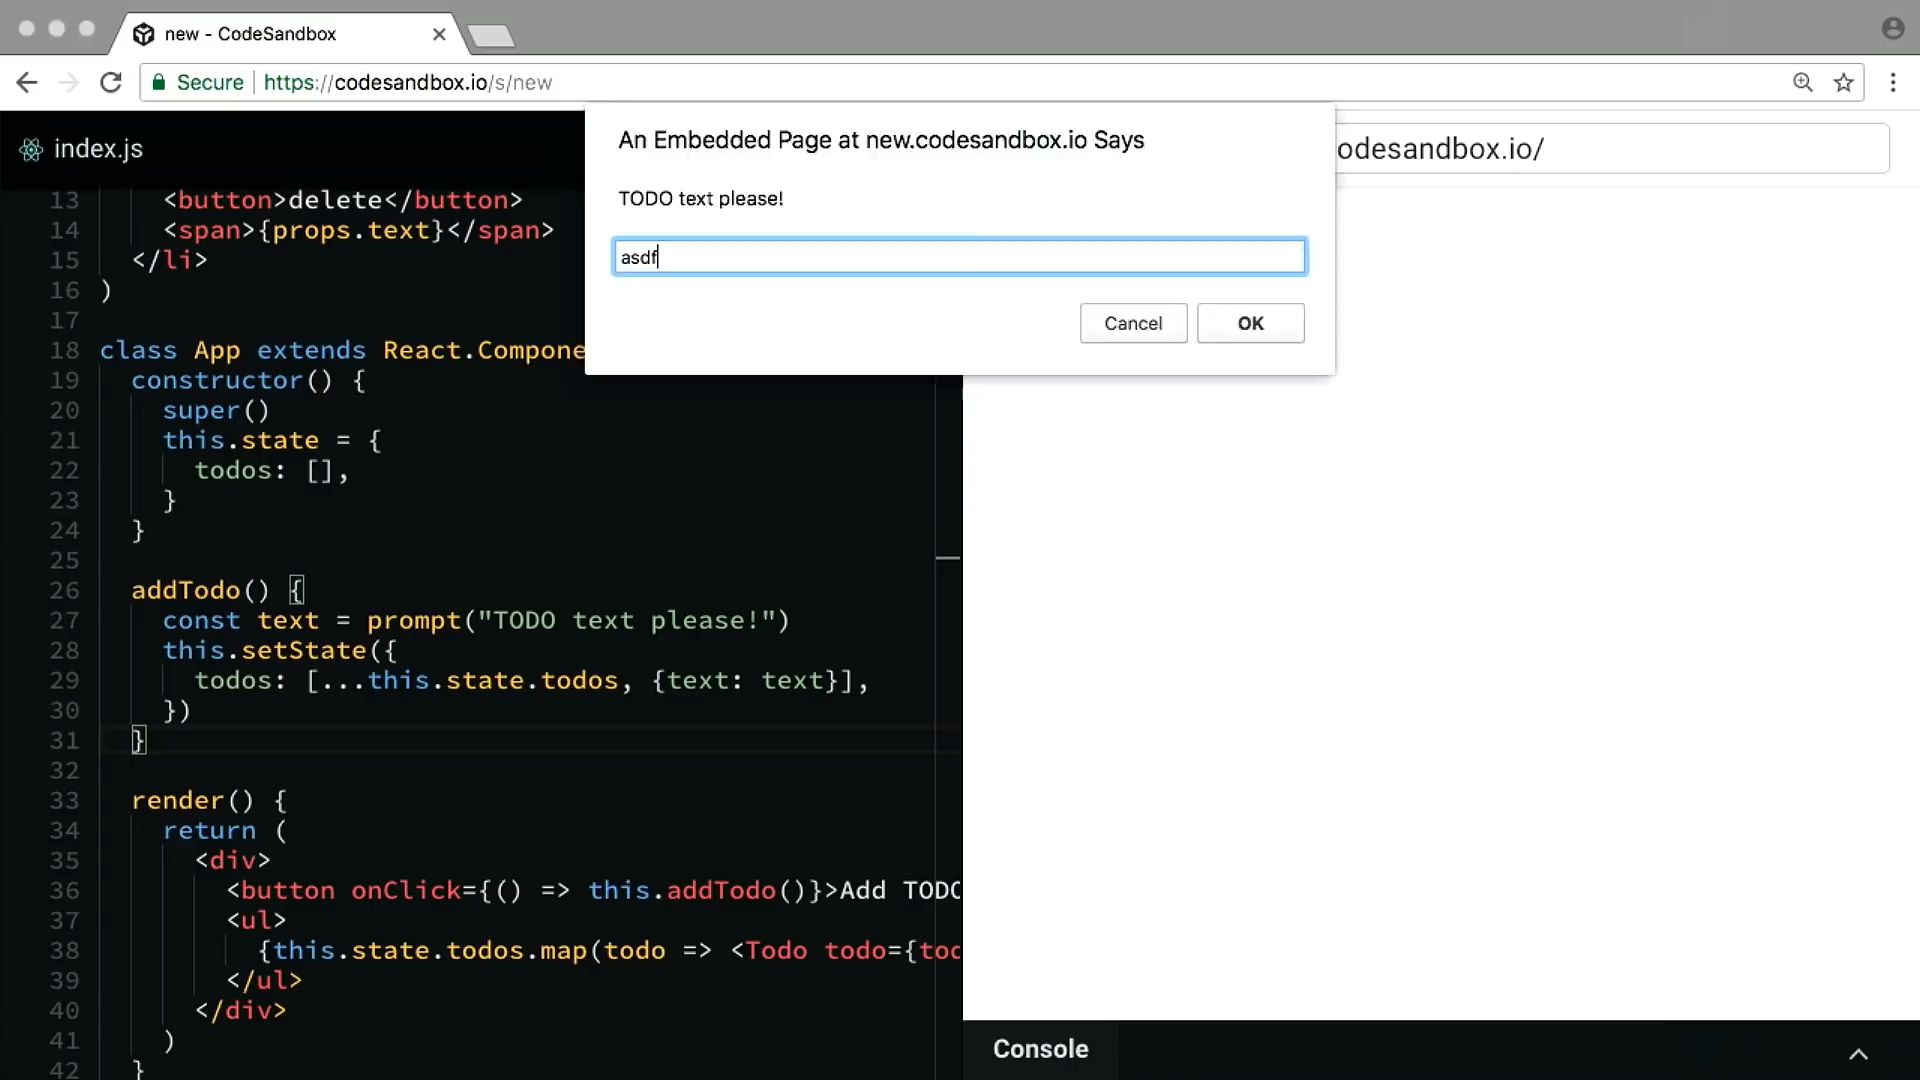 new - CodeSandbox
Secure https://codesandbox.io/s/new
An Embedded Page at new.codesandbox.io Says
TODO text please!
asdf
Cancel OK
odesandbox.io/
index.js
13 <button>delete</button>
14 <span>{props.text}</span>
15 </li>
16 )
17
18 class App extends React.Compone
19 constructor() {
20 super()
21 this.state = {
22 todos: [],
23 }
24 }
25
26 addTodo() {
27 const text = prompt("TODO text please!")
28 this.setState({
29 todos: [...this.state.todos, {text: text}],
30 })
31 }
32
33 render() {
34 return (
35 <div>
36 <button onClick={() => this.addTodo()}>Add TODO
37 <ul>
38 {this.state.todos.map(todo => <Todo todo={tod
39 </ul>
40 </div>
41 )
42 }
Console